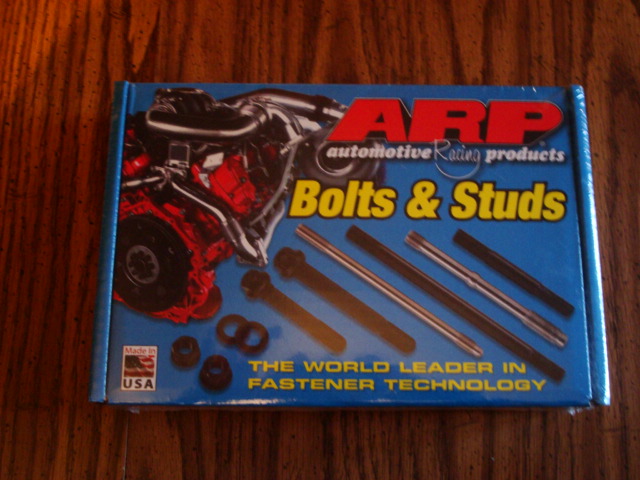 ARP
automotive Racing products
Bolts & Studs
THE WORLD LEADER IN
FASTENER TECHNOLOGY
Made In
USA